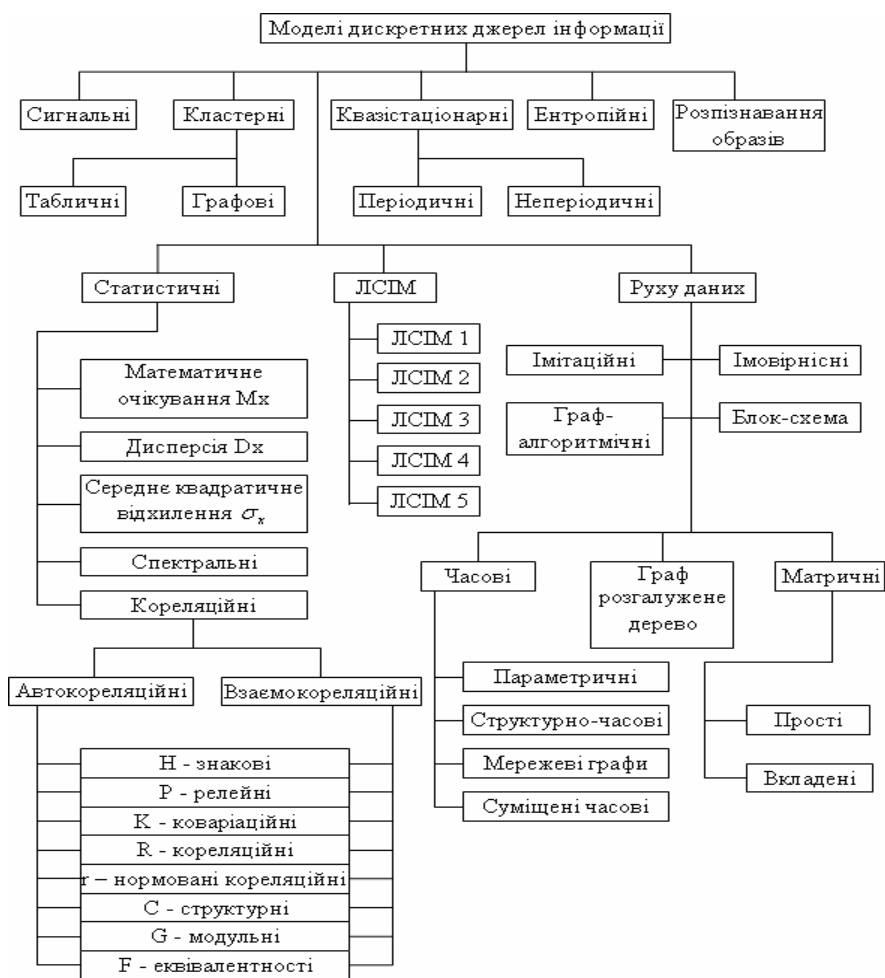 Моделі дискретних джерел інформації
Сигнальні
Кластерні
Квазістаціонарні
Ентропійні
Розпізнавання
образів
Табличні
Графові
Періодичні
Неперіодичні
Статистичні
ЛСІМ
Руху даних
Математичне
очікування Мх
Дисперсія Dx
Середнє квадратичне
відхилення σx
Спектральні
Кореляційні
ЛСІМ 1
ЛСІМ 2
ЛСІМ 3
ЛСІМ 4
ЛСІМ 5
Імітаційні
Імовірнісні
Граф-
алгоритмічні
Блок-схема
Часові
Граф
розгалужене
дерево
Матричні
Автокореляційні
Взаємокореляційні
Параметричні
Структурно-часові
Мережеві графи
Суміщені часові
Прості
Вкладені
Н - знакові
Р - релейні
К - коваріаційні
R - кореляційні
r – нормовані кореляційні
С - структурні
G - модульні
F - еквівалентності